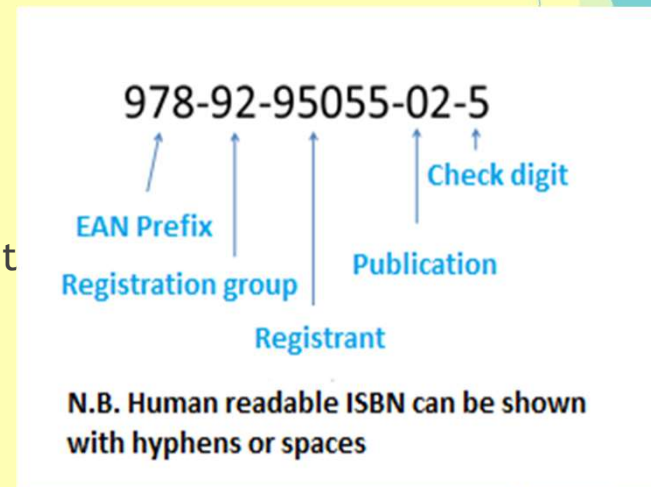 978-92-95055-02-5
Check digit
EAN Prefix
t
Publication
Registration group
Registrant
N.B. Human readable ISBN can be shown
with hyphens or spaces